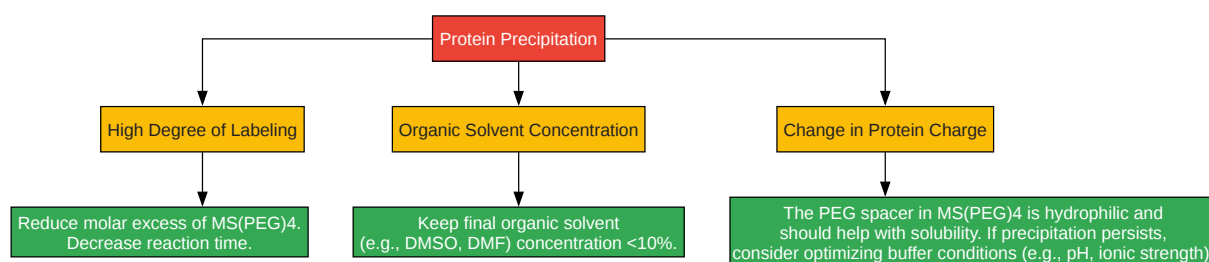 Protein Precipitation
High Degree of Labeling
Organic Solvent Concentration
Change in Protein Charge
Reduce molar excess of MS(PEG)4.
Decrease reaction time.
Keep final organic solvent
(e.g., DMSO, DMF) concentration <10%.
The PEG spacer in MS(PEG)4 is hydrophilic and
should help with solubility. If precipitation persists,
consider optimizing buffer conditions (e.g., pH, ionic strength)